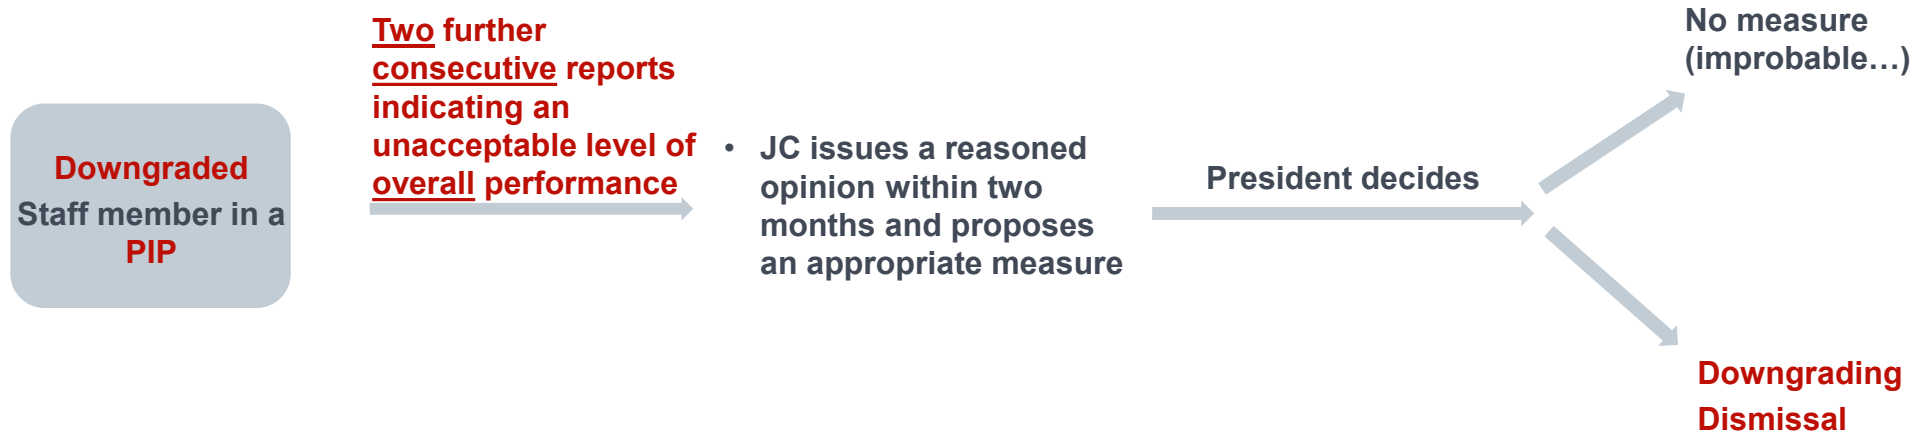 Downgraded
Staff member in a
PIP
Two further
consecutive reports
indicating an
unacceptable level of
overall performance
• JC issues a reasoned
opinion within two
months and proposes
an appropriate measure
President decides
No measure
(improbable…)
Downgrading
Dismissal